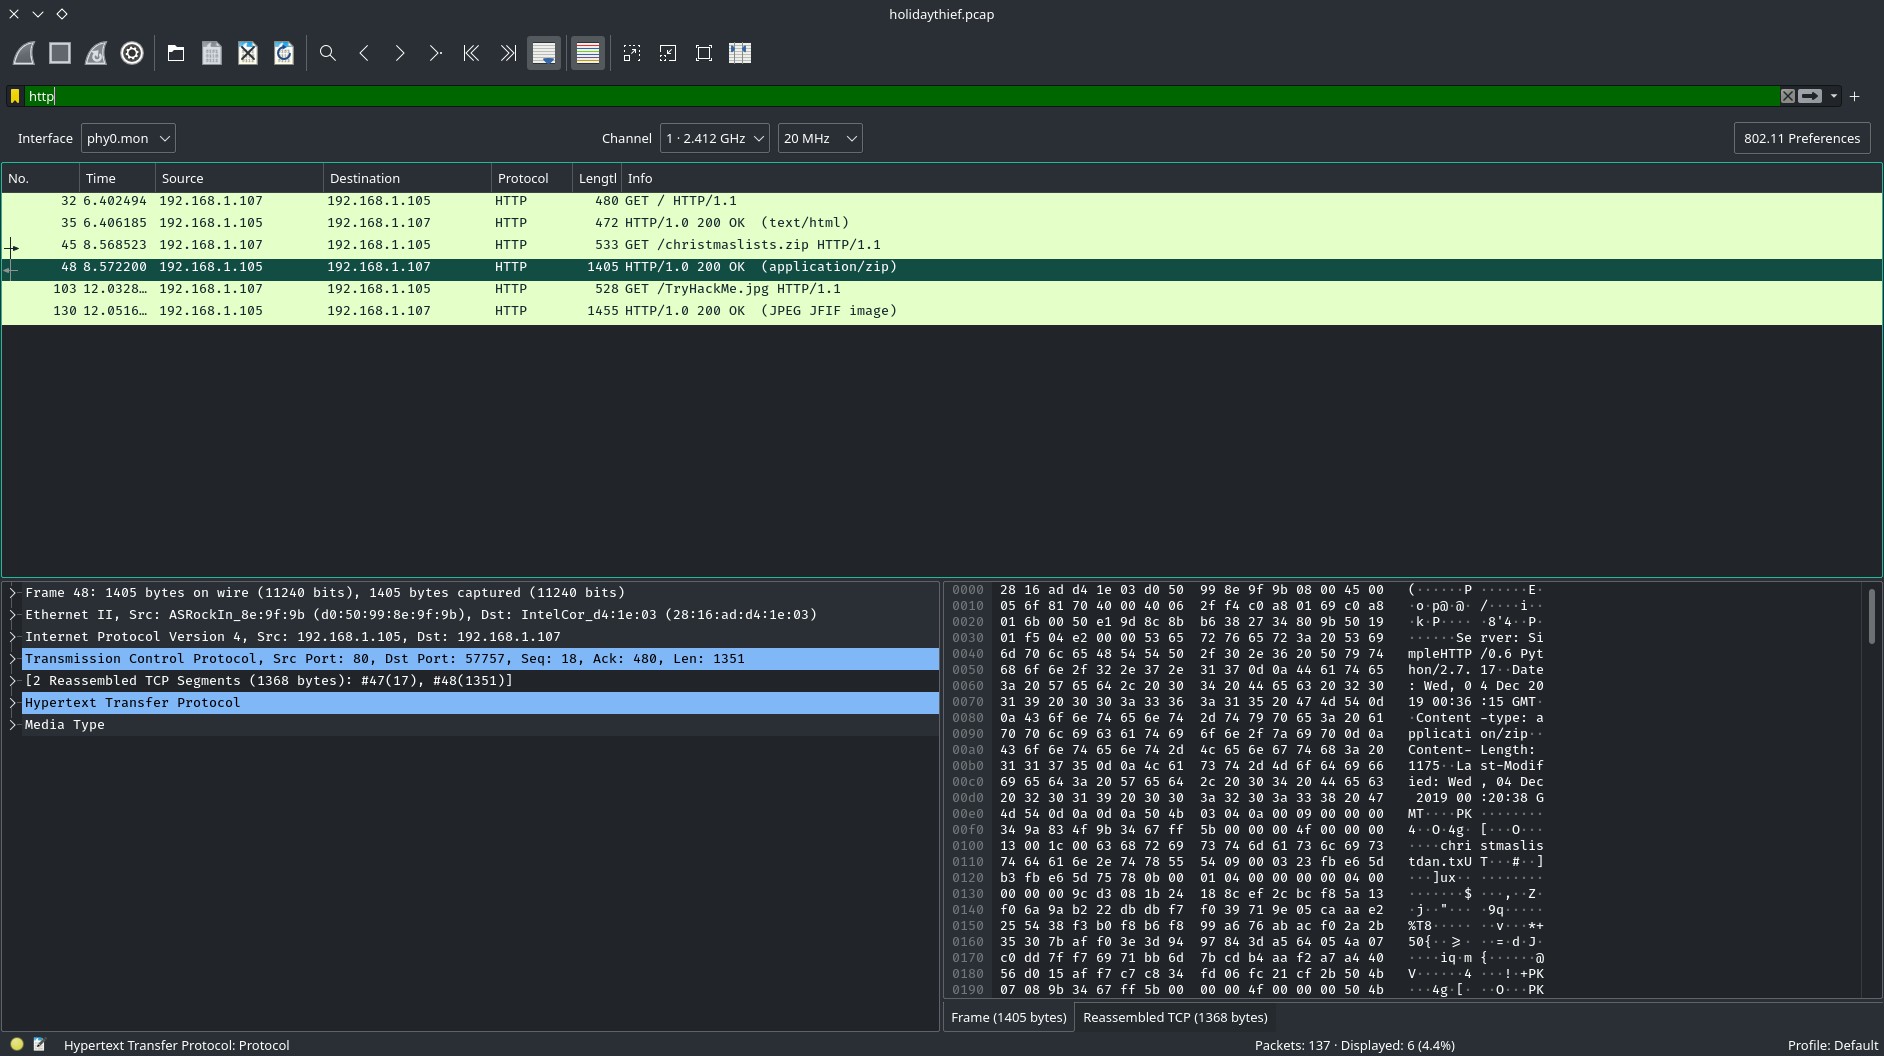 holidaythief.pcap
http
Interface phy0.mon Channel 1 · 2.412 GHz 20 MHz 802.11 Preferences
No. Time Source Destination Protocol Lengtl Info
32 6.402494 192.168.1.107 192.168.1.105 HTTP 480 GET / HTTP/1.1
35 6.406185 192.168.1.105 192.168.1.107 HTTP 472 HTTP/1.0 200 OK (text/html)
45 8.568523 192.168.1.107 192.168.1.105 HTTP 533 GET /christmaslists.zip HTTP/1.1
48 8.572200 192.168.1.105 192.168.1.107 HTTP 1405 HTTP/1.0 200 OK (application/zip)
103 12.0328… 192.168.1.107 192.168.1.105 HTTP 528 GET /TryHackMe.jpg HTTP/1.1
130 12.0516… 192.168.1.105 192.168.1.107 HTTP 1455 HTTP/1.0 200 OK (JPEG JFIF image)
Frame 48: 1405 bytes on wire (11240 bits), 1405 bytes captured (11240 bits)
Ethernet II, Src: ASRockIn_8e:9f:9b (d0:50:99:8e:9f:9b), Dst: IntelCor_d4:1e:03 (28:16:ad:d4:1e:03)
Internet Protocol Version 4, Src: 192.168.1.105, Dst: 192.168.1.107
Transmission Control Protocol, Src Port: 80, Dst Port: 57757, Seq: 18, Ack: 480, Len: 1351
[2 Reassembled TCP Segments (1368 bytes): #47(17), #48(1351)]
Hypertext Transfer Protocol
Media Type
0000 28 16 ad d4 1e 03 d0 50 99 8e 9f 9b 08 00 45 00 (······P ······E·
0010 05 6f 81 70 40 00 40 06 2f f4 c0 a8 01 69 c0 a8 ·o·p@·@· /····i··
0020 01 6b 00 50 e1 9d 8c 8b b6 38 27 34 80 9b 50 19 ·k·P···· ·8'4··P·
0030 01 f5 04 e2 00 00 53 65 72 76 65 72 3a 20 53 69 ······Se rver: Si
0040 6d 70 6c 65 48 54 54 50 2f 30 2e 36 20 50 79 74 mpleHTTP /0.6 Pyt
0050 68 6f 6e 2f 32 2e 37 2e 31 37 0d 0a 44 61 74 65 hon/2.7. 17··Date
0060 3a 20 57 65 64 2c 20 30 34 20 44 65 63 20 32 30 : Wed, 0 4 Dec 20
0070 31 39 20 30 30 3a 33 36 3a 31 35 20 47 4d 54 0d 19 00:36 :15 GMT·
0080 0a 43 6f 6e 74 65 6e 74 2d 74 79 70 65 3a 20 61 ·Content -type: a
0090 70 70 6c 69 63 61 74 69 6f 6e 2f 7a 69 70 0d 0a pplicati on/zip··
00a0 43 6f 6e 74 65 6e 74 2d 4c 65 6e 67 74 68 3a 20 Content- Length:
00b0 31 31 37 35 0d 0a 4c 61 73 74 2d 4d 6f 64 69 66 1175··La st-Modif
00c0 69 65 64 3a 20 57 65 64 2c 20 30 34 20 44 65 63 ied: Wed , 04 Dec
00d0 20 32 30 31 39 20 30 30 3a 32 30 3a 33 38 20 47 2019 00 :20:38 G
00e0 4d 54 0d 0a 0d 0a 50 4b 03 04 0a 00 09 00 00 00 MT····PK ········
00f0 34 9a 83 4f 9b 34 67 ff 5b 00 00 00 4f 00 00 00 4··O·4g· [···O···
0100 13 00 1c 00 63 68 72 69 73 74 6d 61 73 6c 69 73 ····chri stmaslis
0110 74 64 61 6e 2e 74 78 55 54 09 00 03 23 fb e6 5d tdan.txU T···#··]
0120 b3 fb e6 5d 75 78 0b 00 01 04 00 00 00 00 04 00 ···]ux·· ········
0130 00 00 00 9c d3 08 1b 24 18 8c ef 2c bc f8 5a 13 ·······$ ···,··Z·
0140 f0 6a 9a b2 22 db db f7 f0 39 71 9e 05 ca aa e2 ·j··"··· ·9q·····
0150 25 54 38 f3 b0 f8 b6 f8 99 a6 76 ab ac f0 2a 2b %T8····· ··v···*+
0160 35 30 7b af f0 3e 3d 94 97 84 3d a5 64 05 4a 07 50{··>=· ··=·d·J·
0170 c0 dd 7f f7 69 71 bb 6d 7b cd b4 aa f2 a7 a4 40 ····iq·m {······@
0180 56 d0 15 af f7 c7 c8 34 fd 06 fc 21 cf 2b 50 4b V······4 ···!·+PK
0190 07 08 9b 34 67 ff 5b 00 00 00 4f 00 00 00 50 4b ···4g·[· ··O···PK
Frame (1405 bytes) Reassembled TCP (1368 bytes)
Hypertext Transfer Protocol: Protocol Packets: 137 · Displayed: 6 (4.4%) Profile: Default